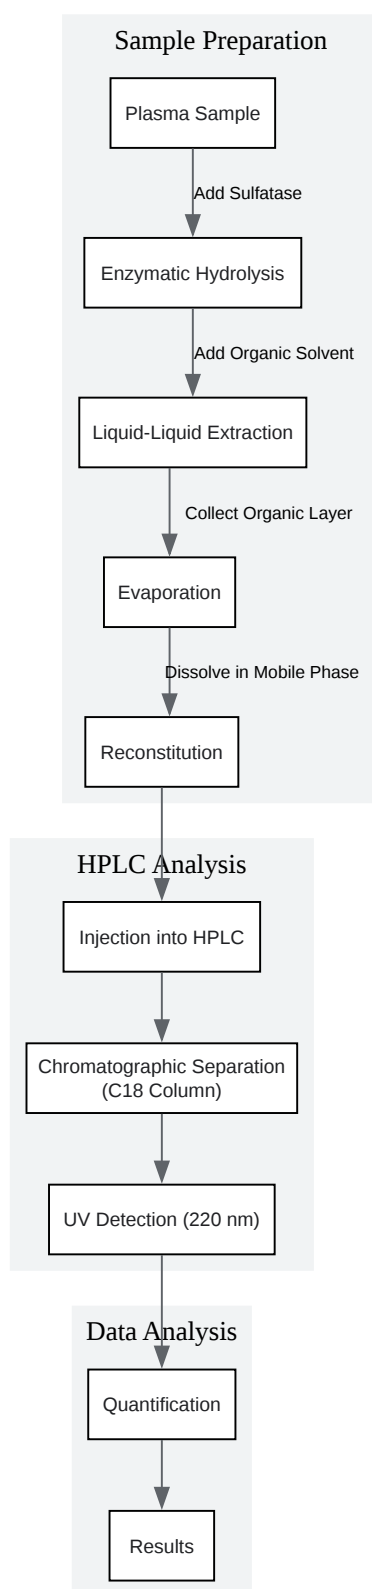 Sample Preparation
Plasma Sample
Add Sulfatase
Enzymatic Hydrolysis
Add Organic Solvent
Liquid-Liquid Extraction
Collect Organic Layer
Evaporation
Dissolve in Mobile Phase
Reconstitution
HPLC Analysis
Injection into HPLC
Chromatographic Separation
(C18 Column)
UV Detection (220 nm)
Data Analysis
Quantification
Results